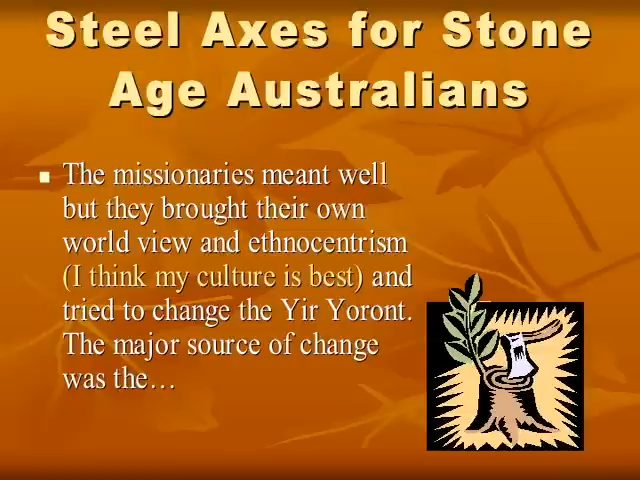 Steel Axes for Stone
Age Australians
The missionaries meant well
but they brought their own
world view and ethnocentrism
(I think my culture is best) and
tried to change the Yir Yoront.
The major source of change
was the…